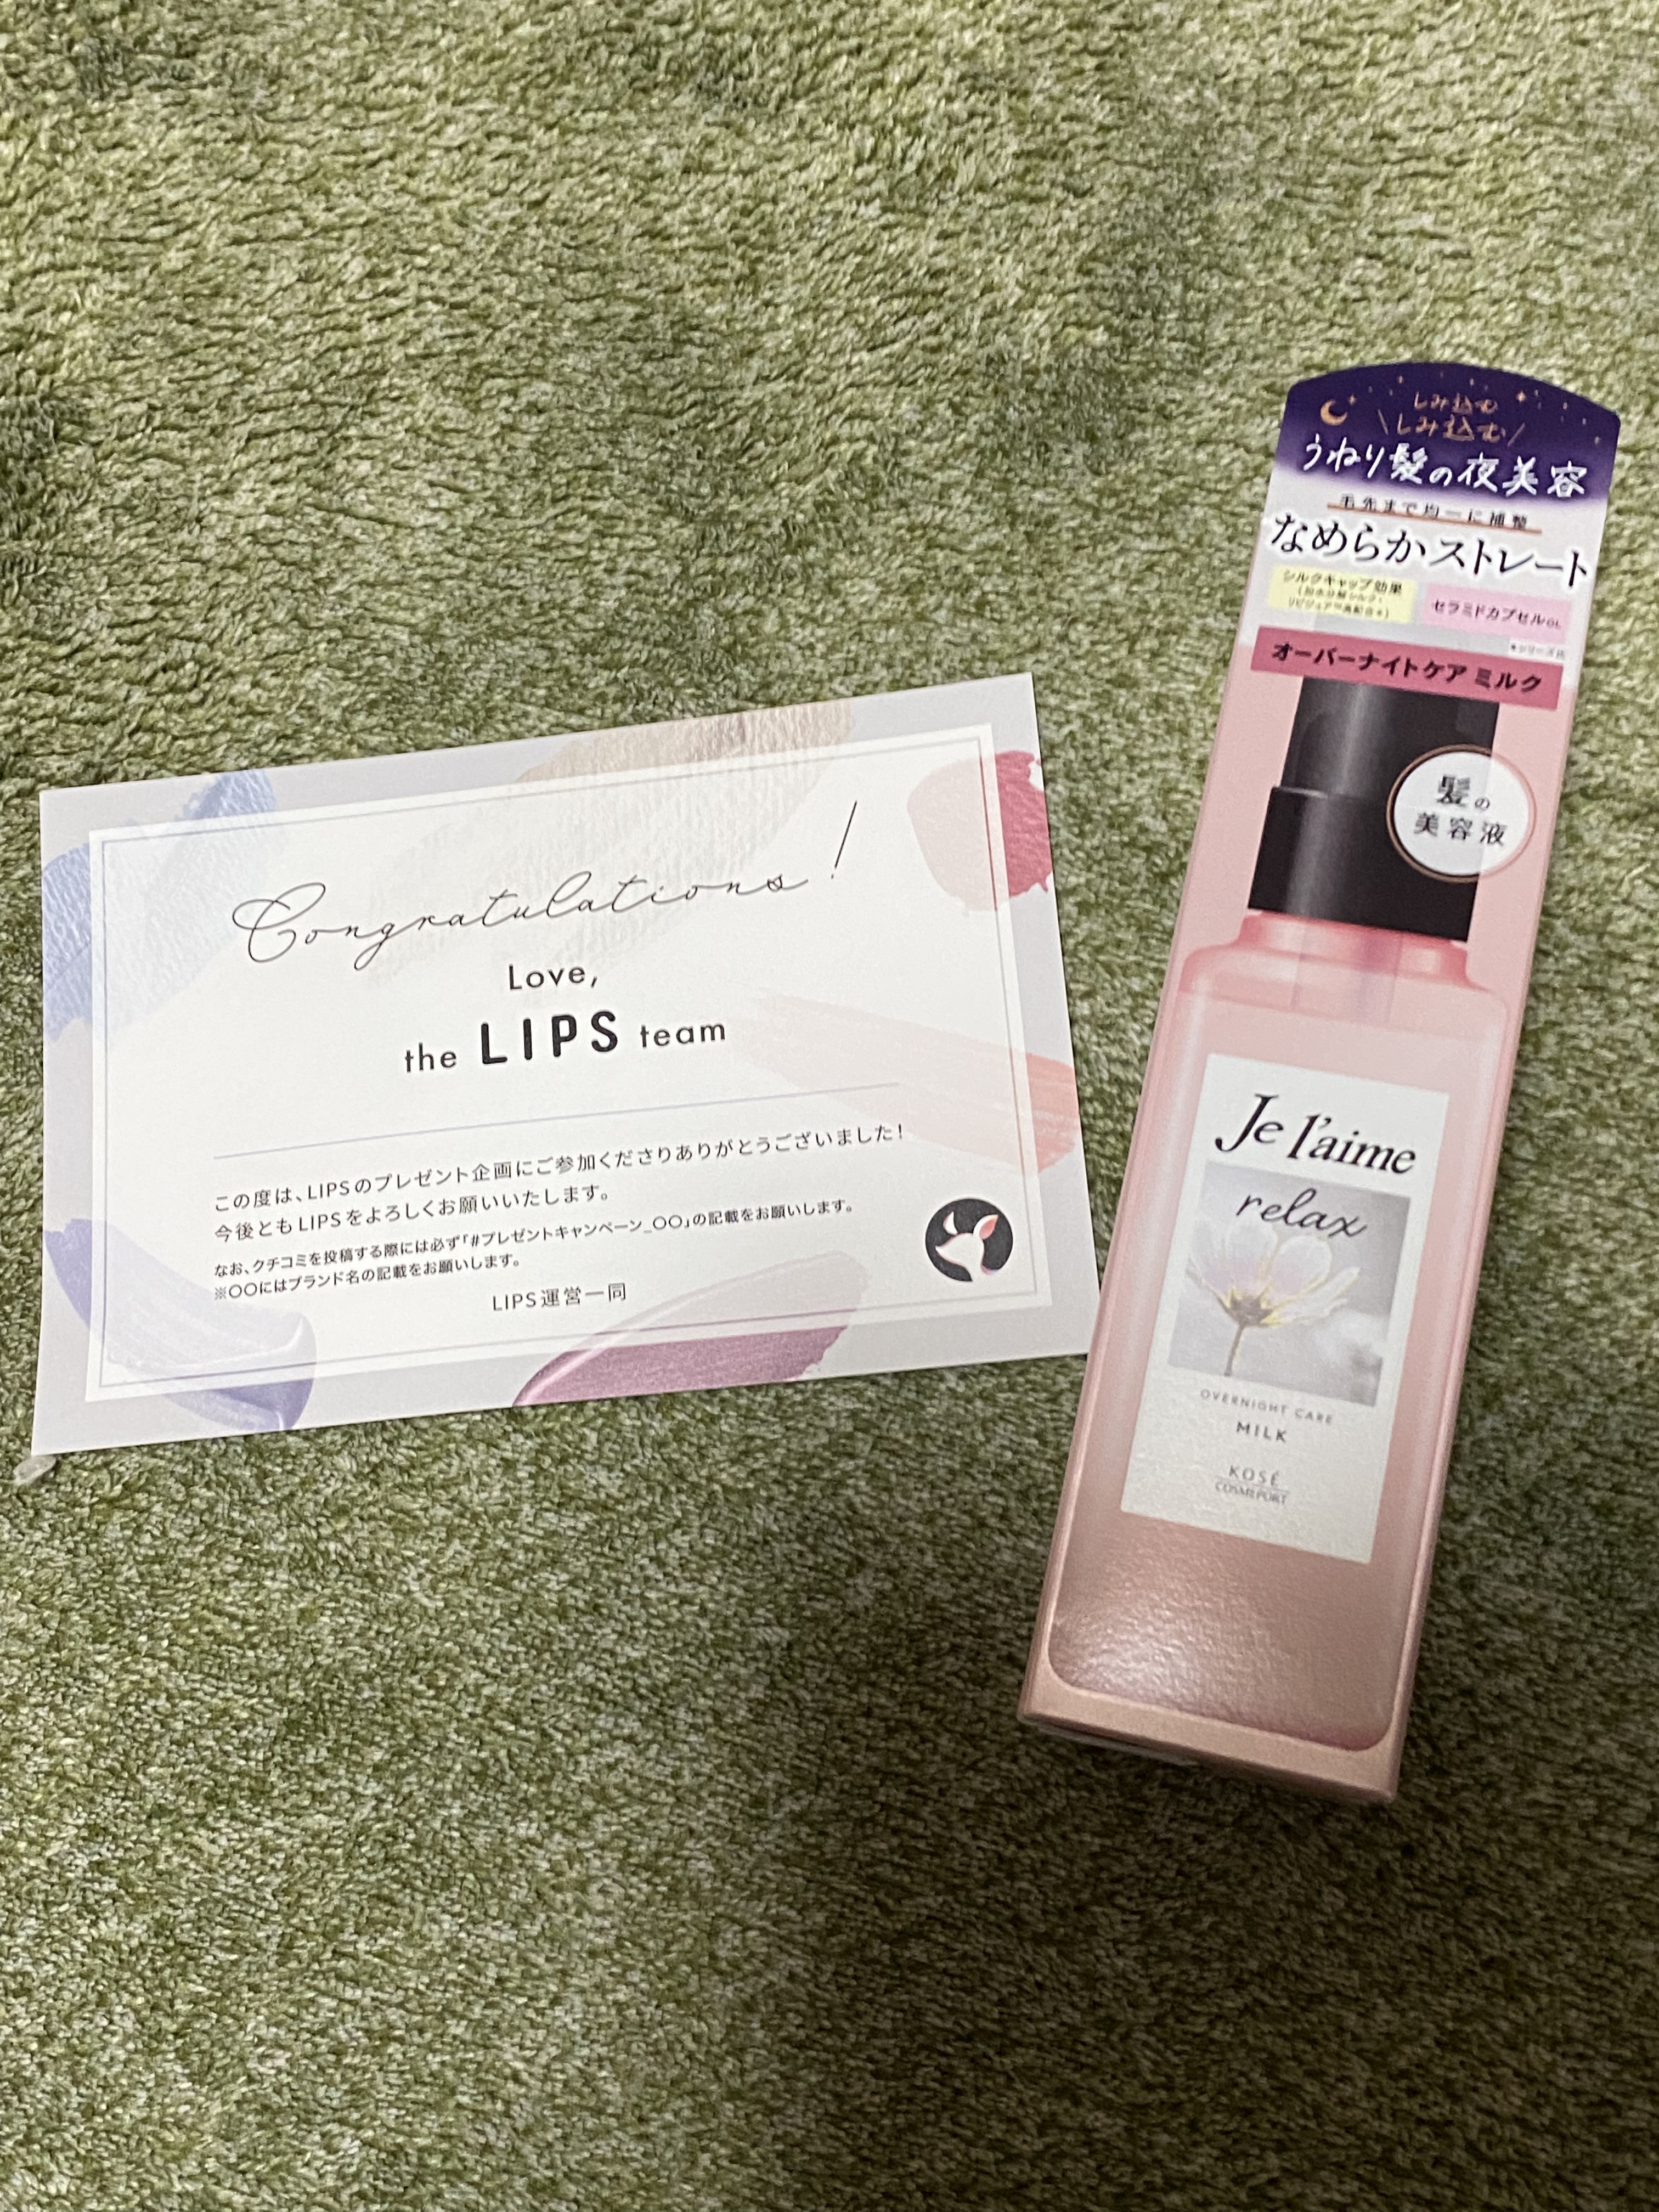 Congratulations!
Love,
the LIPS team
この度は、LIPSのプレゼント企画にご参加くださりありがとうございました!
今後ともLIPSをよろしくお願いいたします。
なお、クチコミを投稿する際には必ず「#プレゼントキャンペーン_〇〇」の記載をお願いします。
※〇〇にはブランド名の記載をお願いします。
LIPS運営一同
しみ込む
\しみ込む/
うねり髪の夜美容
毛先まで均一に補整
なめらかストレート
シルクキャップ効果
セラミドカプセルGL
オーバーナイトケア ミルク
髪の
美容液
Je l'aime
relax
OVERNIGHT CARE
MILK
KOSÉ
COSMEPORT